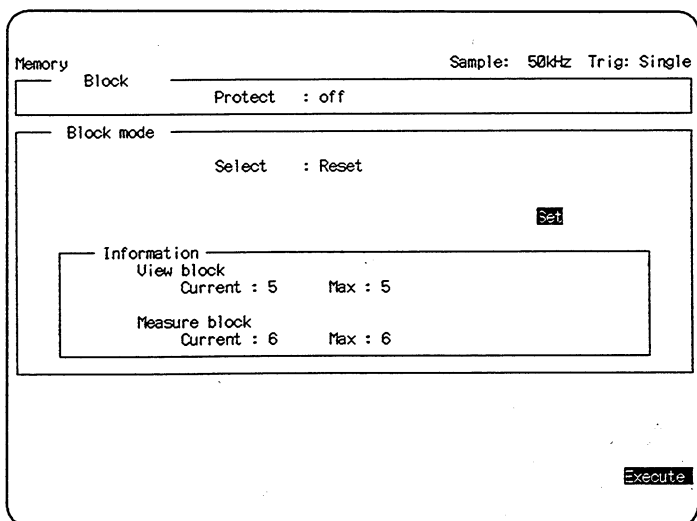 Memory Sample: 50kHz Trig: Single
Block
Protect : off
Block mode
Select : Reset
Set
Information
View block
Current : 5 Max : 5
Measure block
Current : 6 Max : 6
Execute